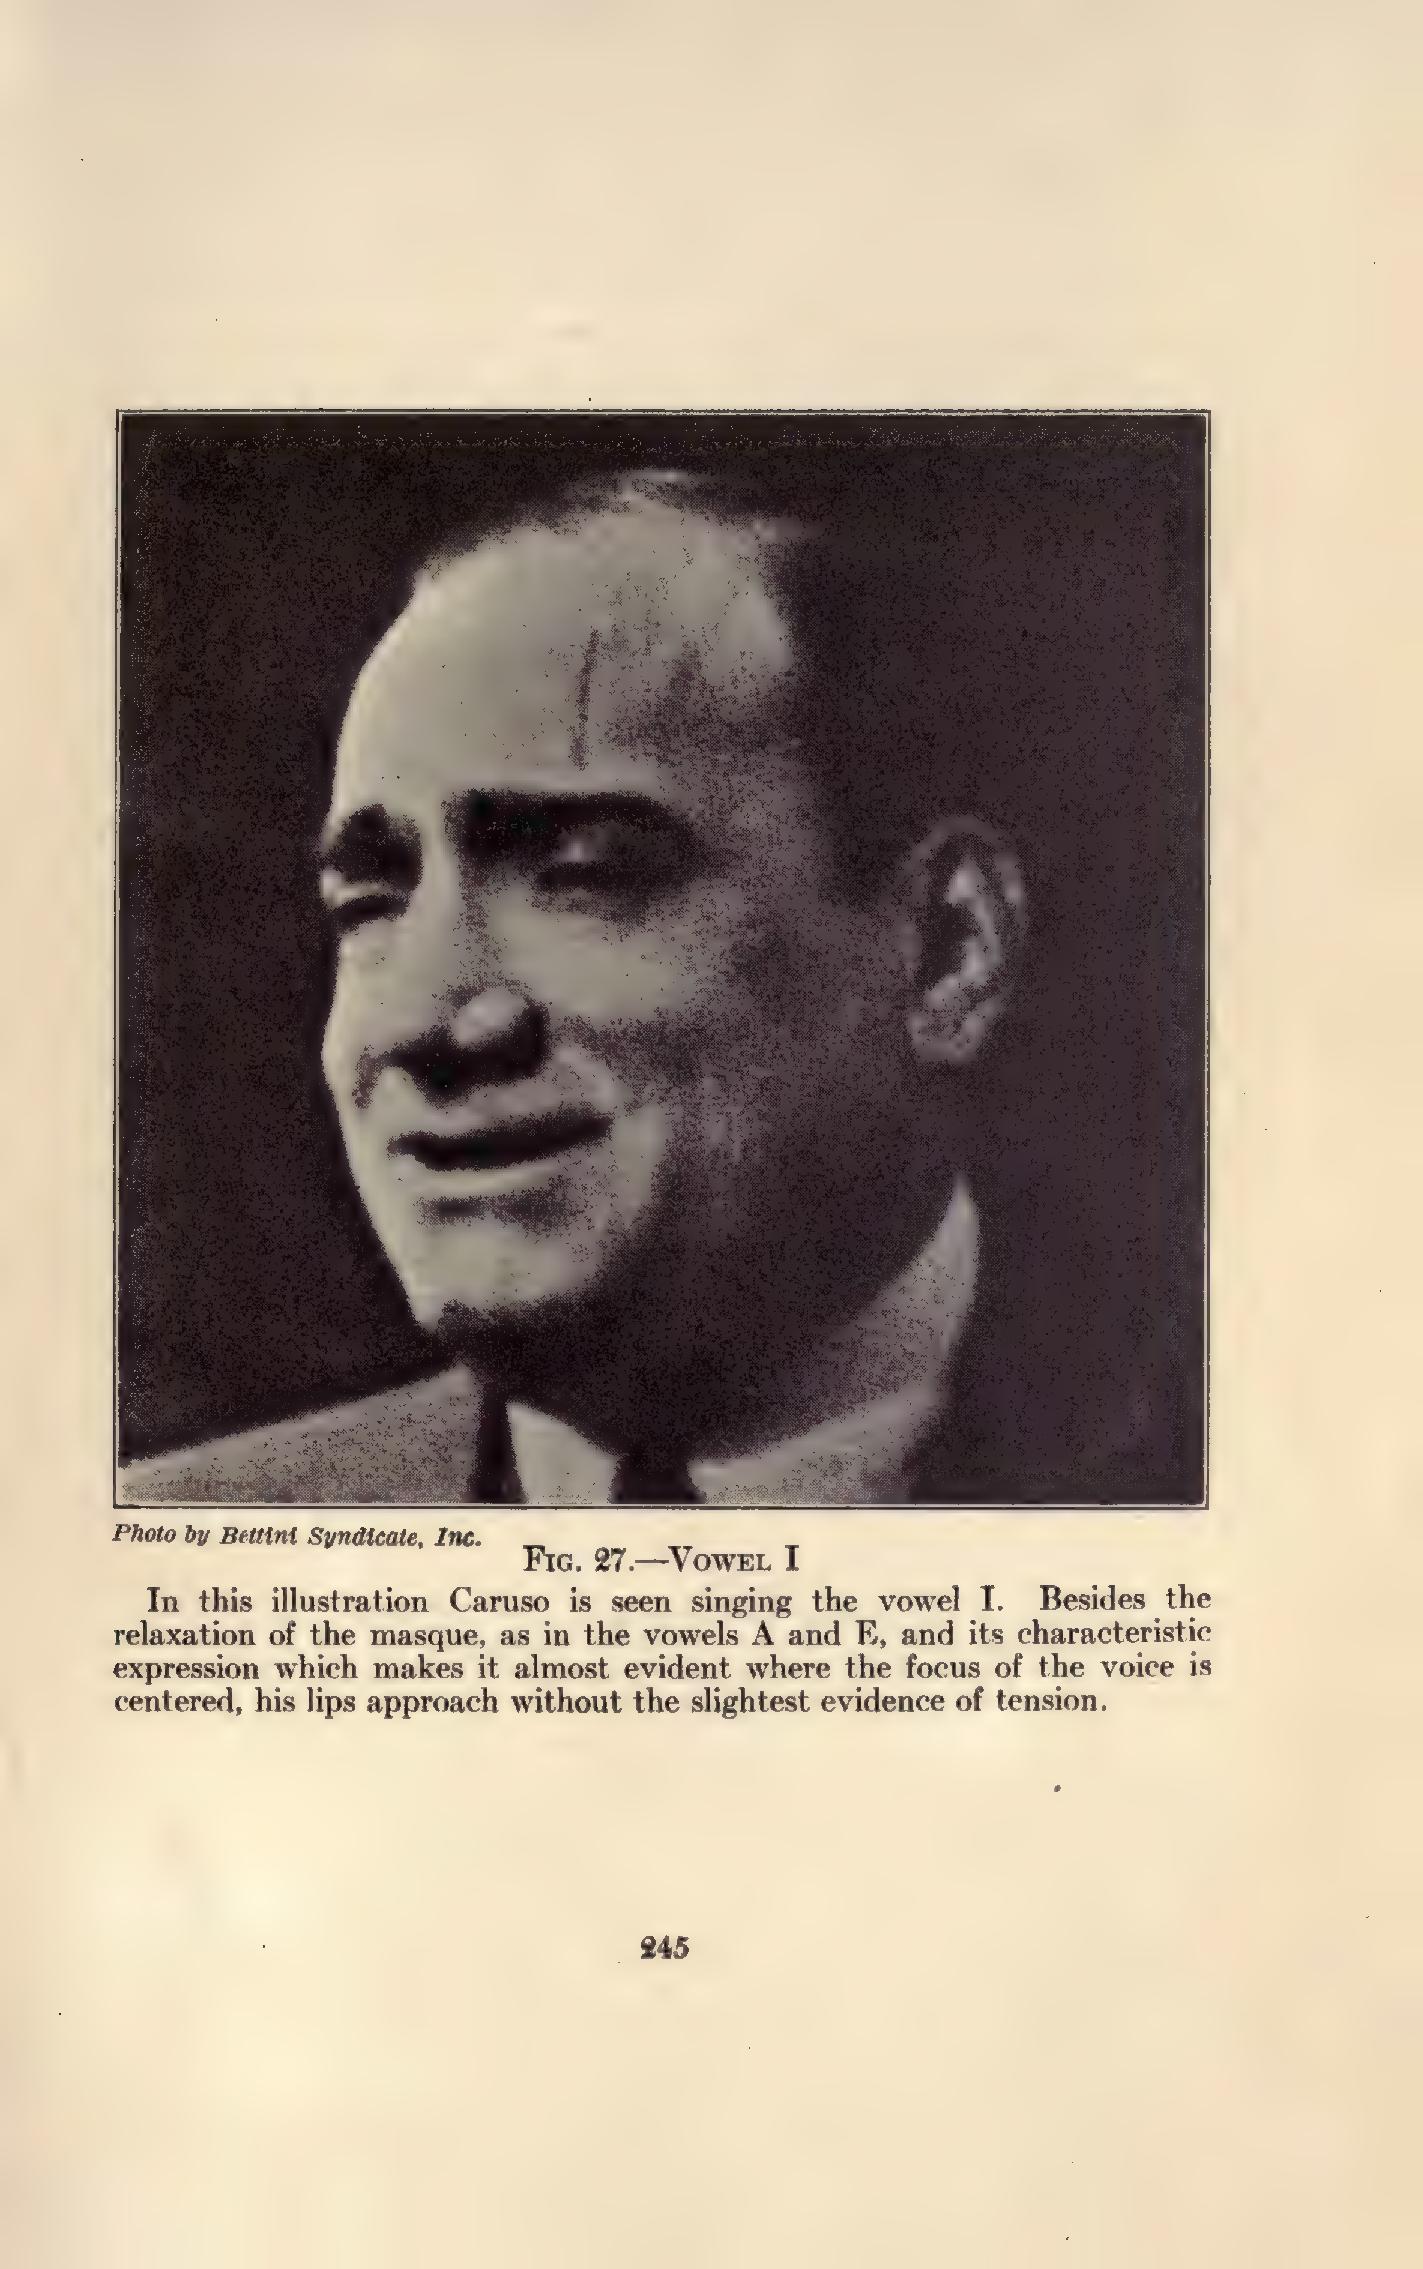 Photo by Bettini Syndicate, Inc.
FIG. 27.—VOWEL I
In this illustration Caruso is seen singing the vowel I. Besides the
relaxation of the masque, as in the vowels A and E, and its characteristic
expression which makes it almost evident where the focus of the voice is
centered, his lips approach without the slightest evidence of tension.
245